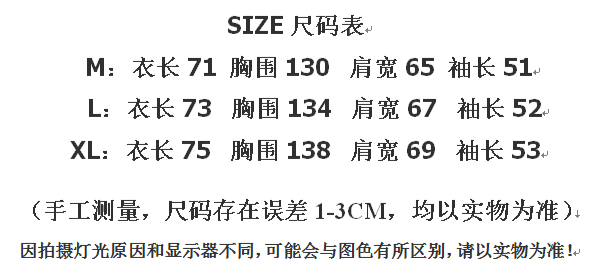 SIZE 尺码表
M：衣长 71 胸围 130 肩宽 65 袖长 51
L：衣长 73 胸围 134 肩宽 67 袖长 52
XL：衣长 75 胸围 138 肩宽 69 袖长 53
（手工测量，尺码存在误差 1-3CM，均以实物为准）
因拍摄灯光原因和显示器不同，可能会与图色有所区别，请以实物为准！